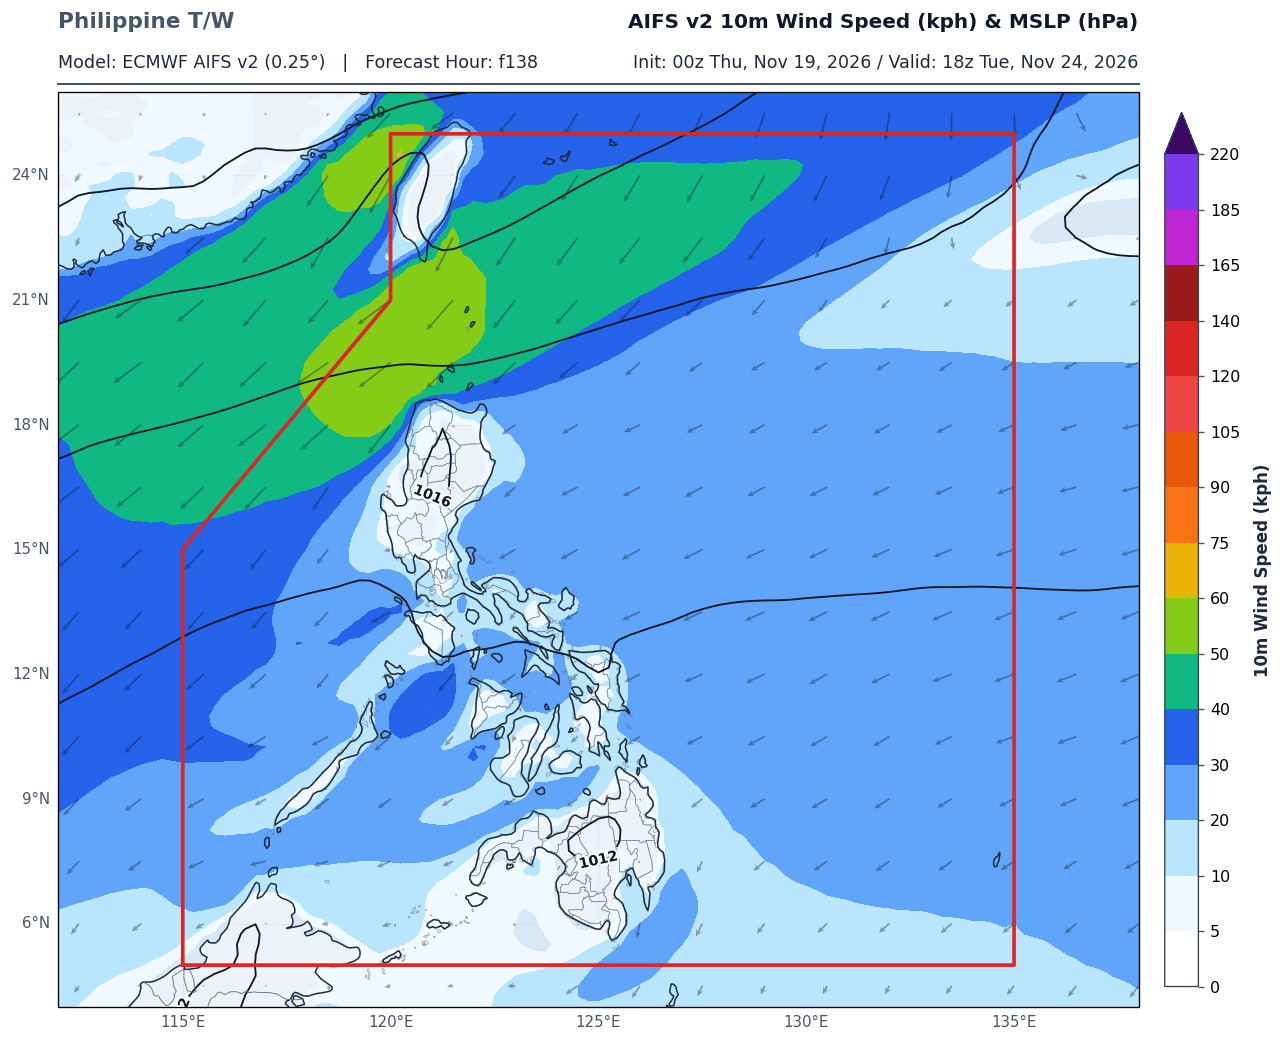 Philippine T/W
AIFS v2 10m Wind Speed (kph) & MSLP (hPa)
Model: ECMWF AIFS v2 (0.25°) | Forecast Hour: f138
Init: 00z Thu, Nov 19, 2026 / Valid: 18z Tue, Nov 24, 2026
24°N
21°N
18°N
15°N
12°N
9°N
6°N
115°E
120°E
125°E
130°E
135°E
1016
1012
2
220
185
165
140
120
105
90
75
60
50
40
30
20
10
5
0
10m Wind Speed (kph)